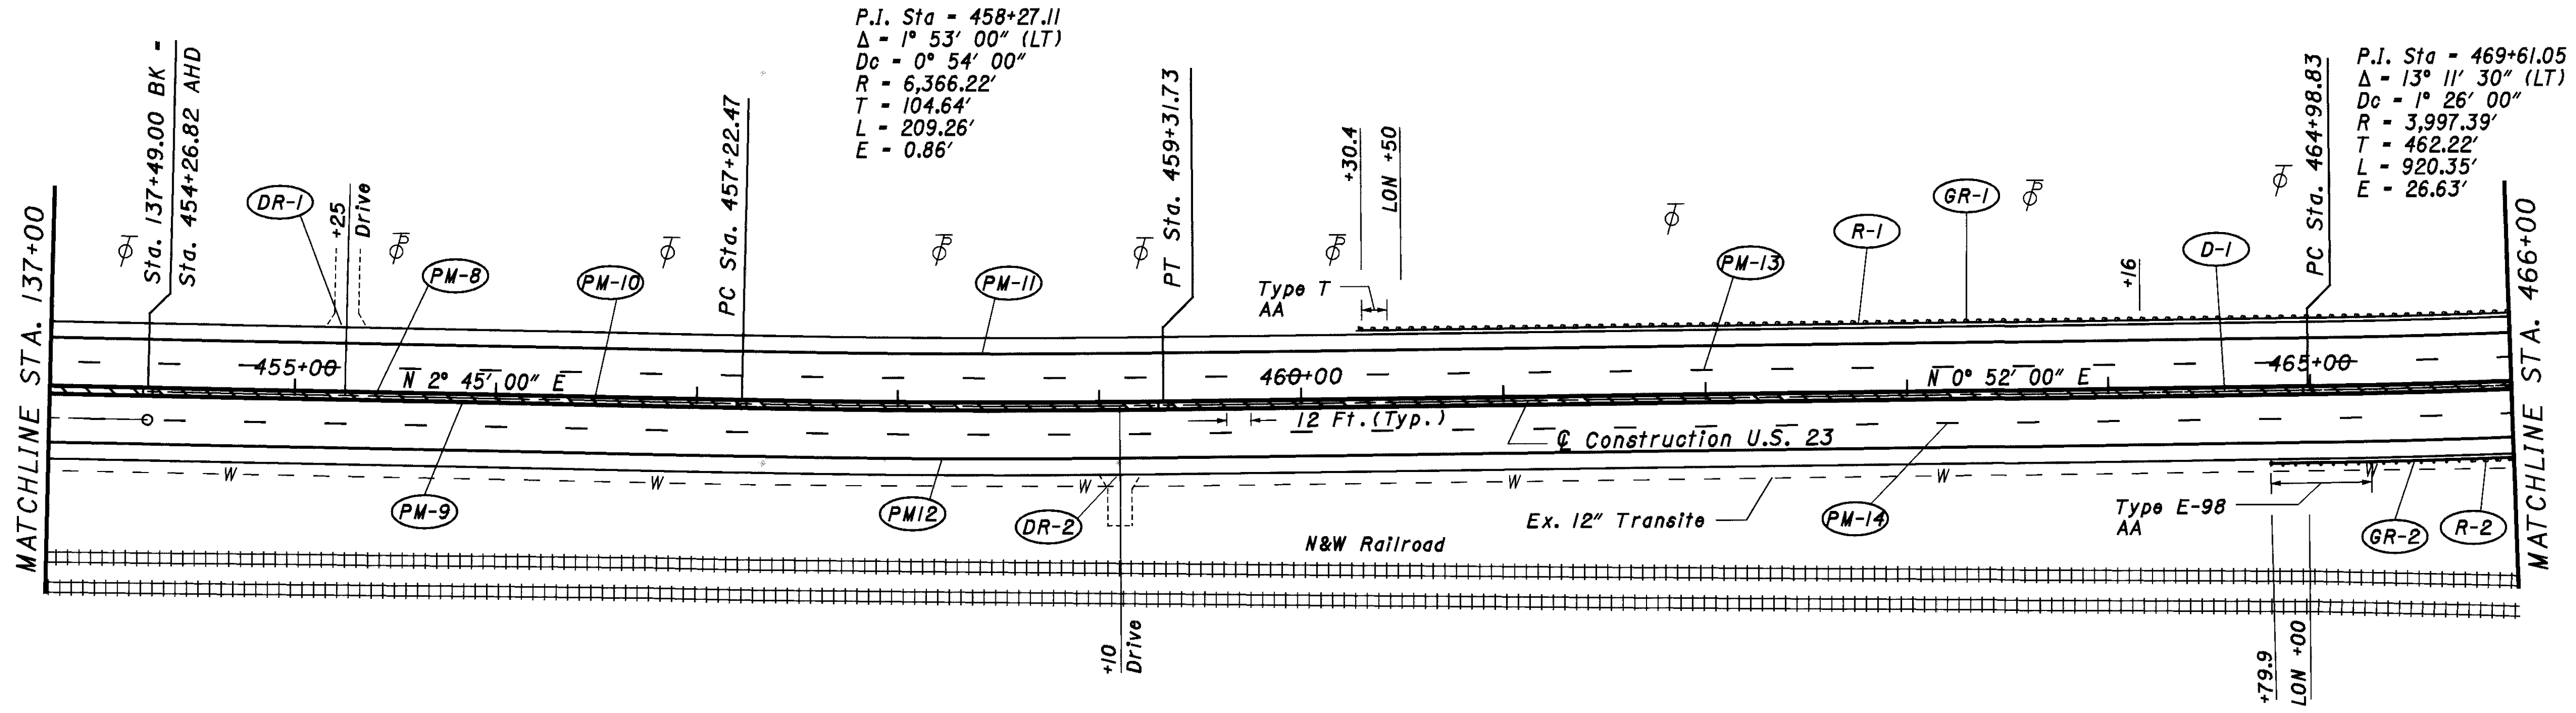 P.I. Sta = 458+27.11
Δ = 1° 53' 00" (LT)
Dc = 0° 54' 00"
R = 6,366.22'
T = 104.64'
L = 209.26'
E = 0.86'
P.I. Sta = 469+61.05
Δ = 13° 11' 30" (LT)
Dc = 1° 26' 00"
R = 3,997.39'
T = 462.22'
L = 920.35'
E = 26.63'
MATCHLINE STA. 137+00
Sta. 137+49.00 BK =
Sta. 454+26.82 AHD
DR-1
+25
Drive
PM-8
PM-10
PC Sta. 457+22.47
PM-11
PT Sta. 459+31.73
+30.4
LON +50
Type T
AA
PM-13
R-1
GR-1
+16
D-1
PC Sta. 464+98.83
MATCHLINE STA. 466+00
455+00
N 2° 45' 00" E
460+00
N 0° 52' 00" E
465+00
12 Ft. (Typ.)
℄ Construction U.S. 23
W
W
W
W
W
W
PM-9
PM12
DR-2
Ex. 12" Transite
PM-14
Type E-98
AA
GR-2
R-2
N&W Railroad
+10
Drive
+79.9
LON +00